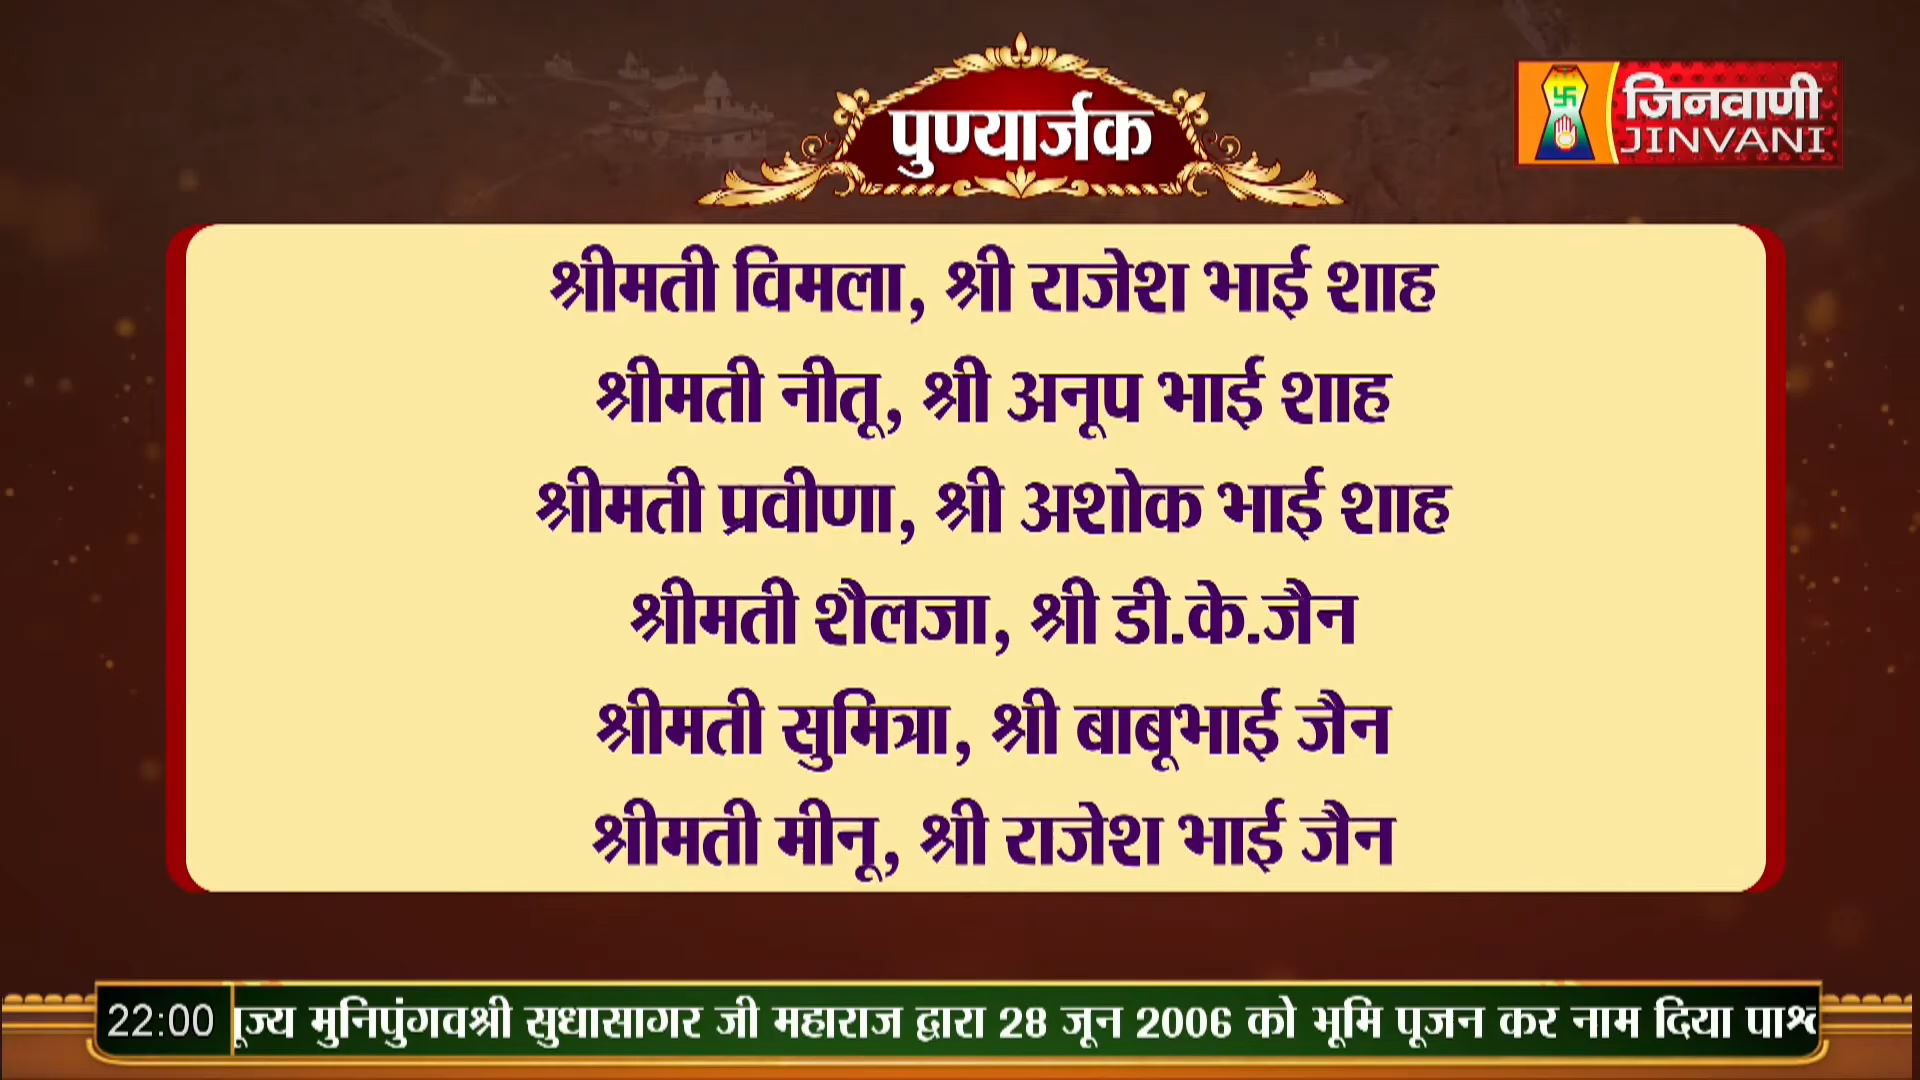 पुण्यार्जक
जिनवाणी
JINVANI
श्रीमती विमला, श्री राजेश भाई शाह
श्रीमती नीतू, श्री अनूप भाई शाह
श्रीमती प्रवीणा, श्री अशोक भाई शाह
श्रीमती शैलजा, श्री डी.के.जैन
श्रीमती सुमित्रा, श्री बाबूभाई जैन
श्रीमती मीनू, श्री राजेश भाई जैन
22:00 मुनिपुंगवश्री सुधासागर जी महाराज द्वारा 28 जून 2006 को भूमि पूजन कर नाम दिया